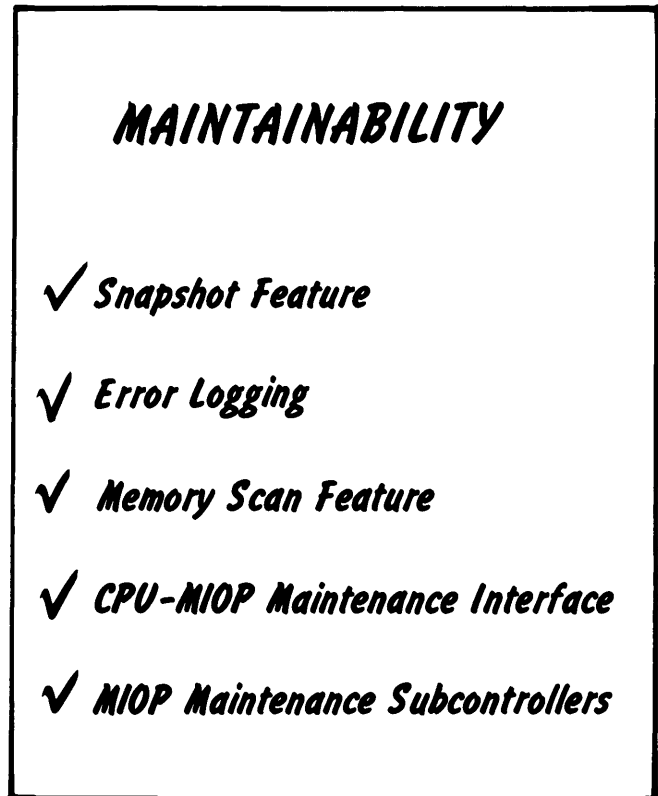 MAINTAINABILITY
✓ Snapshot Feature
✓ Error Logging
✓ Memory Scan Feature
✓ CPU-MIOP Maintenance Interface
✓ MIOP Maintenance Subcontrollers